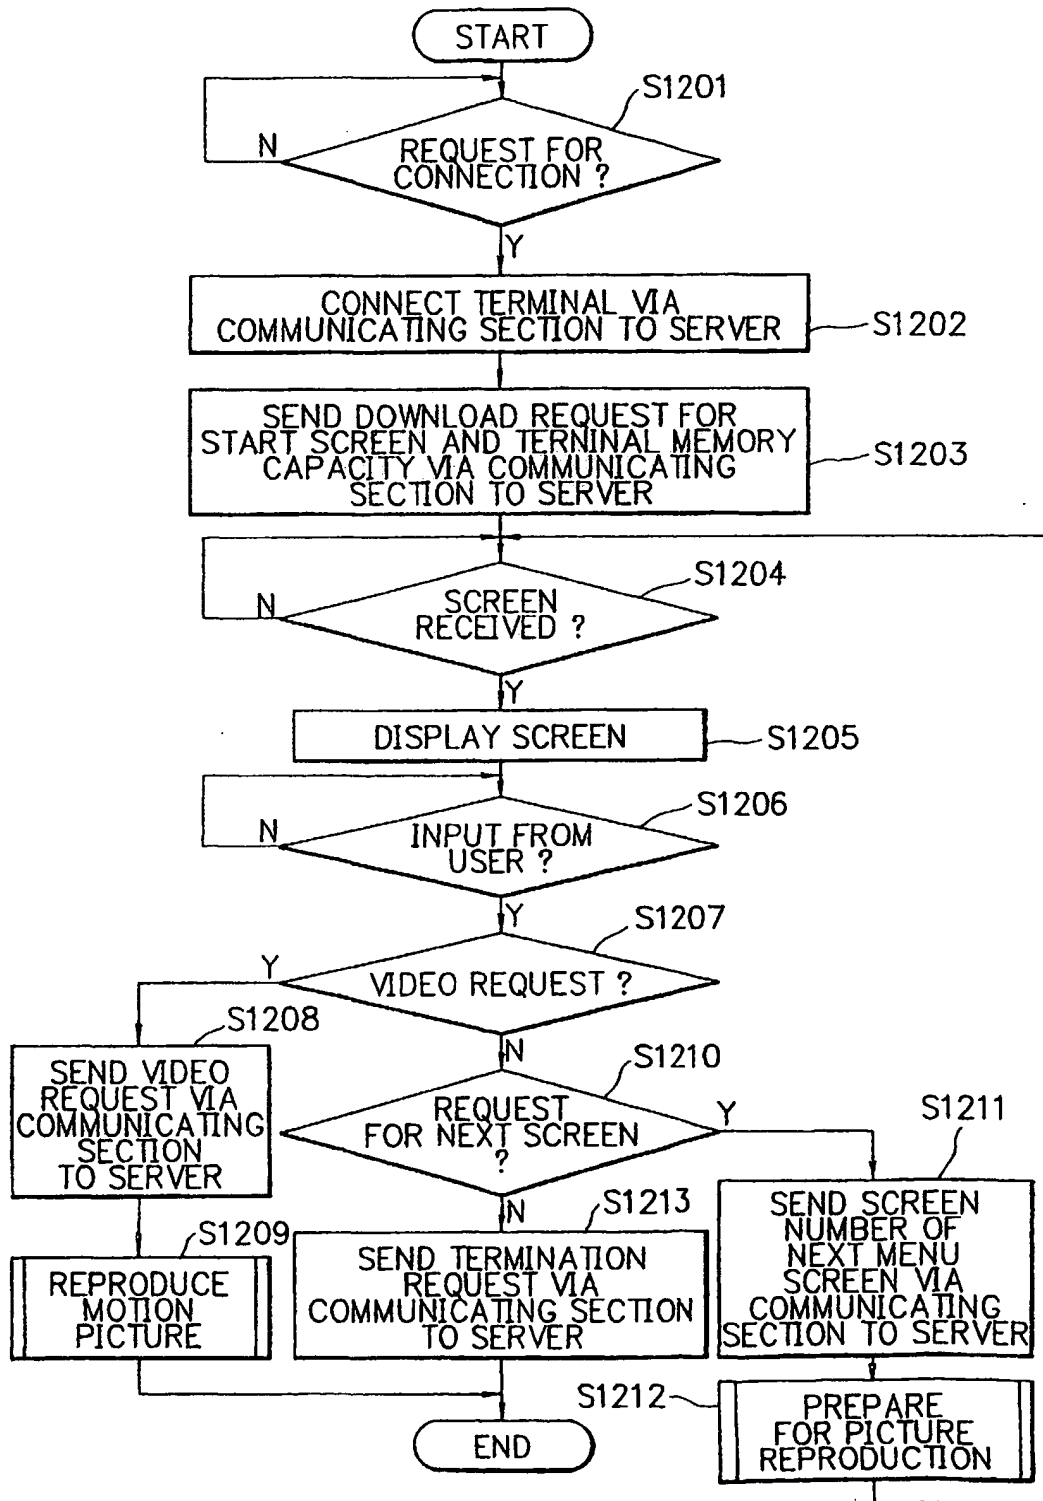 START
S1201
N
REQUEST FOR
CONNECTION ?
Y
CONNECT TERMINAL VIA
COMMUNICATING SECTION TO SERVER
S1202
SEND DOWNLOAD REQUEST FOR
START SCREEN AND TERNINAL MEMORY
CAPACITY VIA COMMUNICATING
SECTION TO SERVER
S1203
S1204
N
SCREEN
RECEIVED ?
Y
DISPLAY SCREEN
S1205
S1206
N
INPUT FROM
USER ?
Y
S1207
Y
VIDEO REQUEST ?
S1208
N
S1210
SEND VIDEO
REQUEST VIA
COMMUNICATING
SECTION
TO SERVER
REQUEST
FOR NEXT SCREEN
?
Y
S1211
N
S1213
S1209
REPRODUCE
MOTION
PICTURE
SEND TERMINATION
REQUEST VIA
COMMUNICATING SECTION
TO SERVER
SEND SCREEN
NUMBER OF
NEXT MENU
SCREEN VIA
COMMUNICATING
SECTION TO SERVER
S1212
PREPARE
FOR PICTURE
REPRODUCTION
END